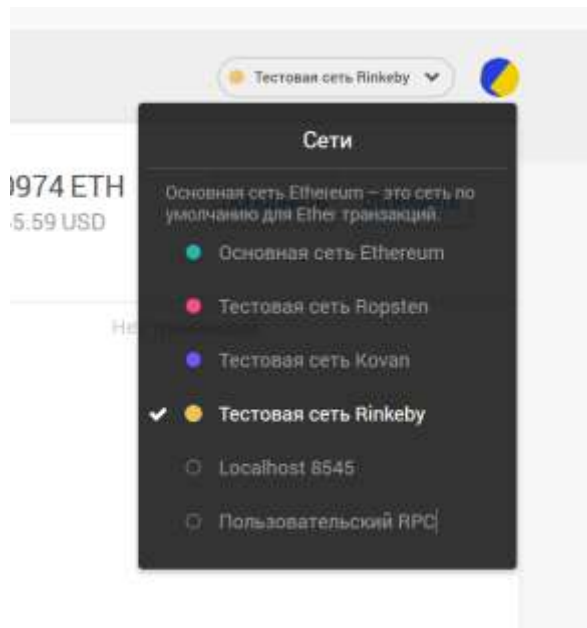 Тестовая сеть Rinkeby
Сети
0974 ETH
5.59 USD
Основная сеть Ethereum – это сеть по
умолчанию для Ether транзакций.
Основная сеть Ethereum
Тестовая сеть Ropsten
Тестовая сеть Kovan
Тестовая сеть Rinkeby
Localhost 8545
Пользовательский RPC